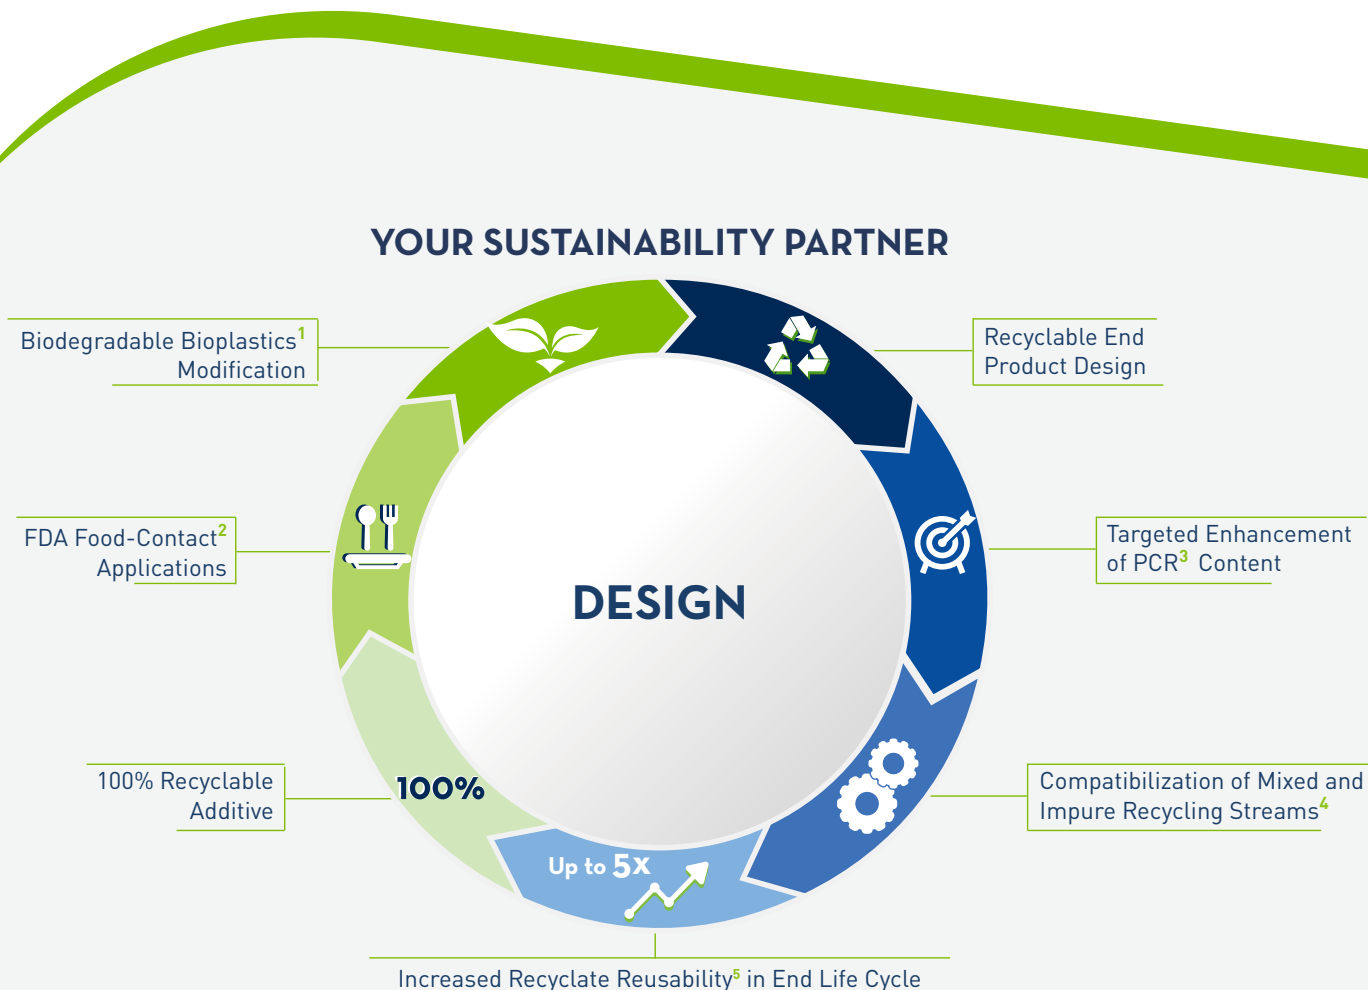 YOUR SUSTAINABILITY PARTNER
Biodegradable Bioplastics¹
Modification
Recyclable End
Product Design
FDA Food-Contact²
Applications
Targeted Enhancement
of PCR³ Content
DESIGN
100% Recyclable
Additive
100%
Compatibilization of Mixed and
Impure Recycling Streams⁴
Up to 5x
Increased Recyclate Reusability⁵ in End Life Cycle